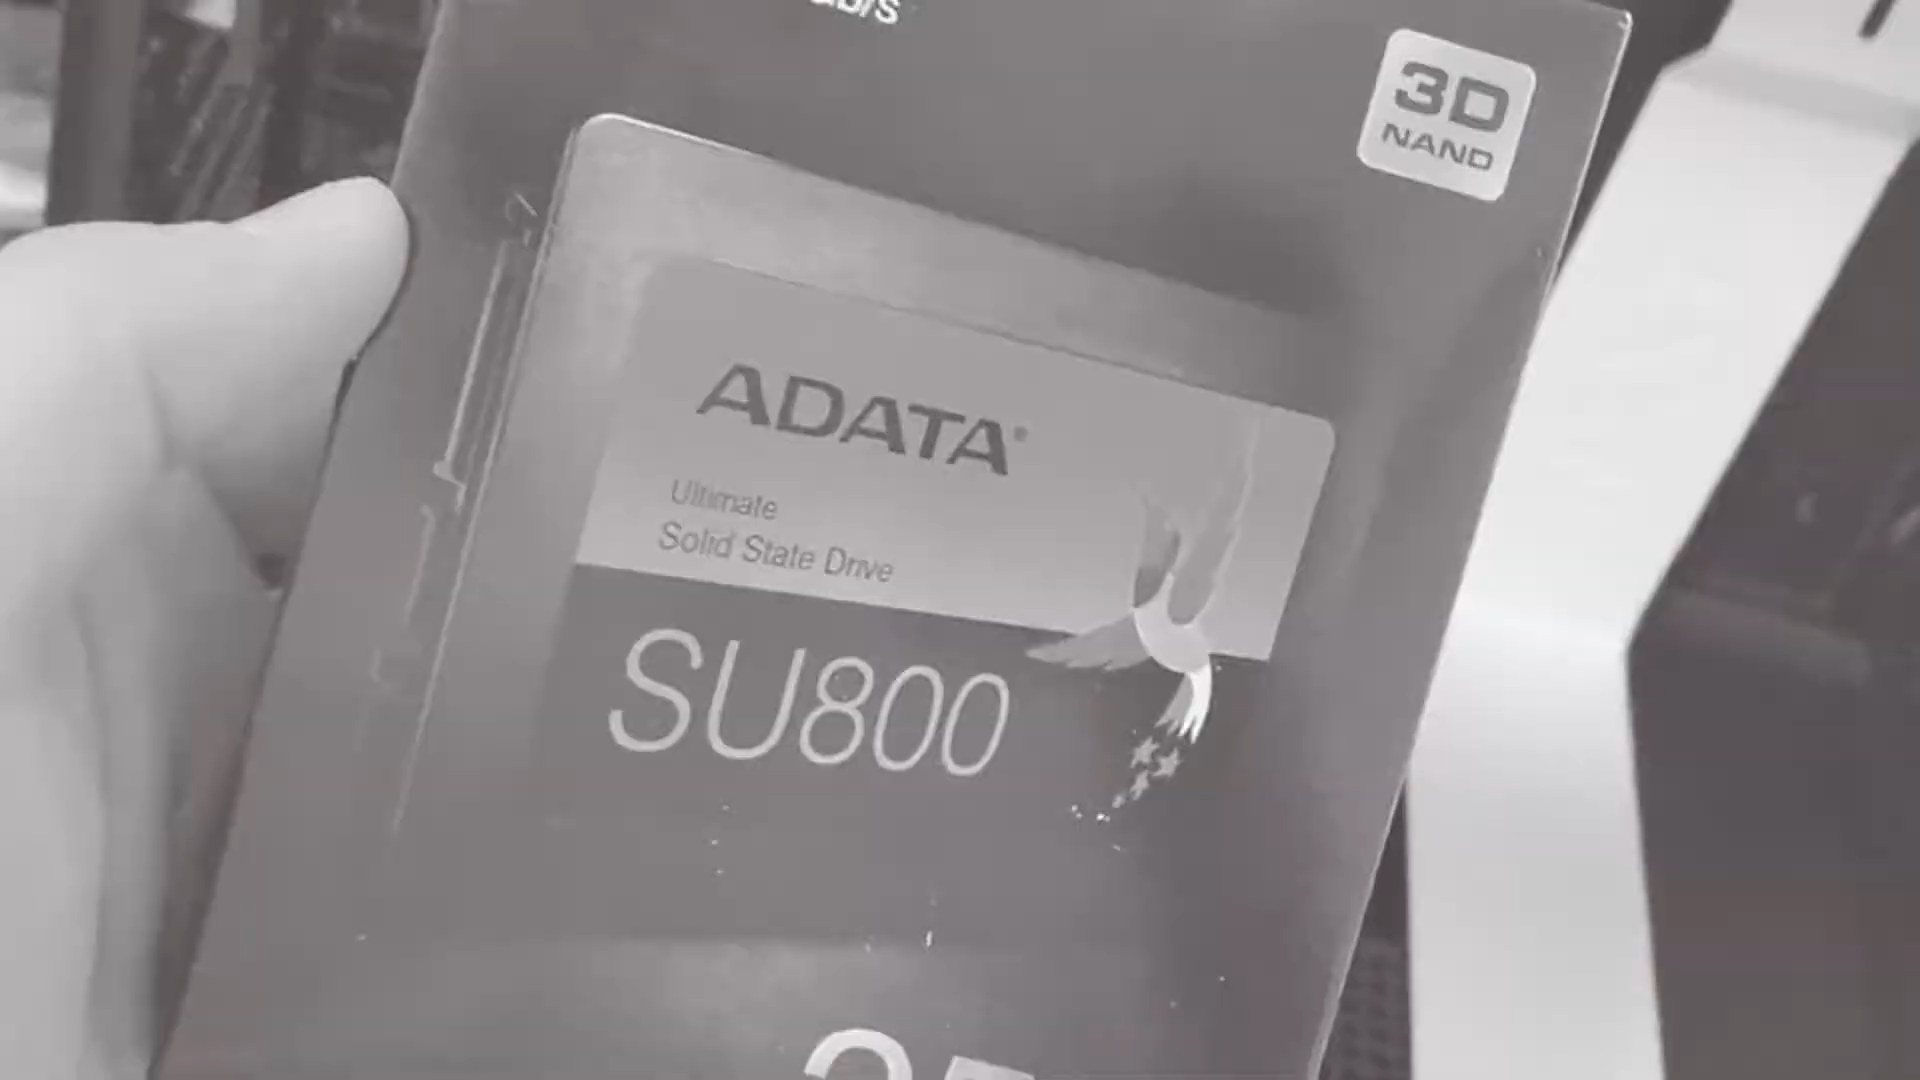 3D
NAND
ADATA®
Ultimate
Solid State Drive
SU800